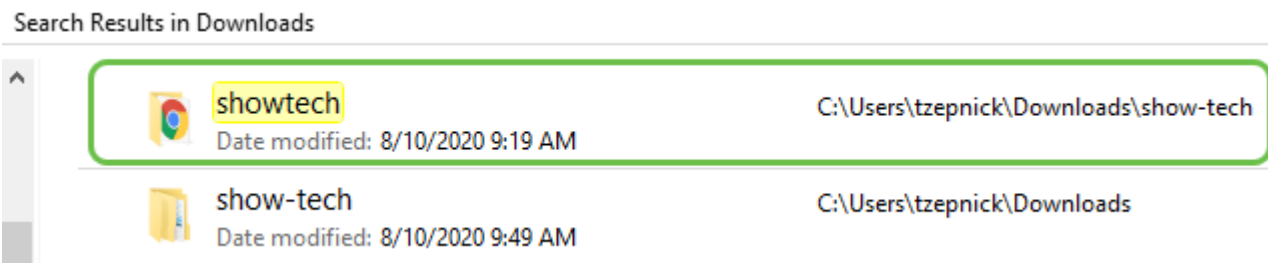 Search Results in Downloads
showtech C:\Users\tzepnick\Downloads\show-tech
Date modified: 8/10/2020 9:19 AM
show-tech C:\Users\tzepnick\Downloads
Date modified: 8/10/2020 9:49 AM